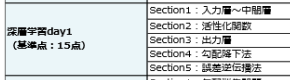 深層学習day1
（基準点：15点）
Section1：入力層～中間層
Section2：活性化関数
Section3：出力層
Section4：勾配降下法
Section5：誤差逆伝播法